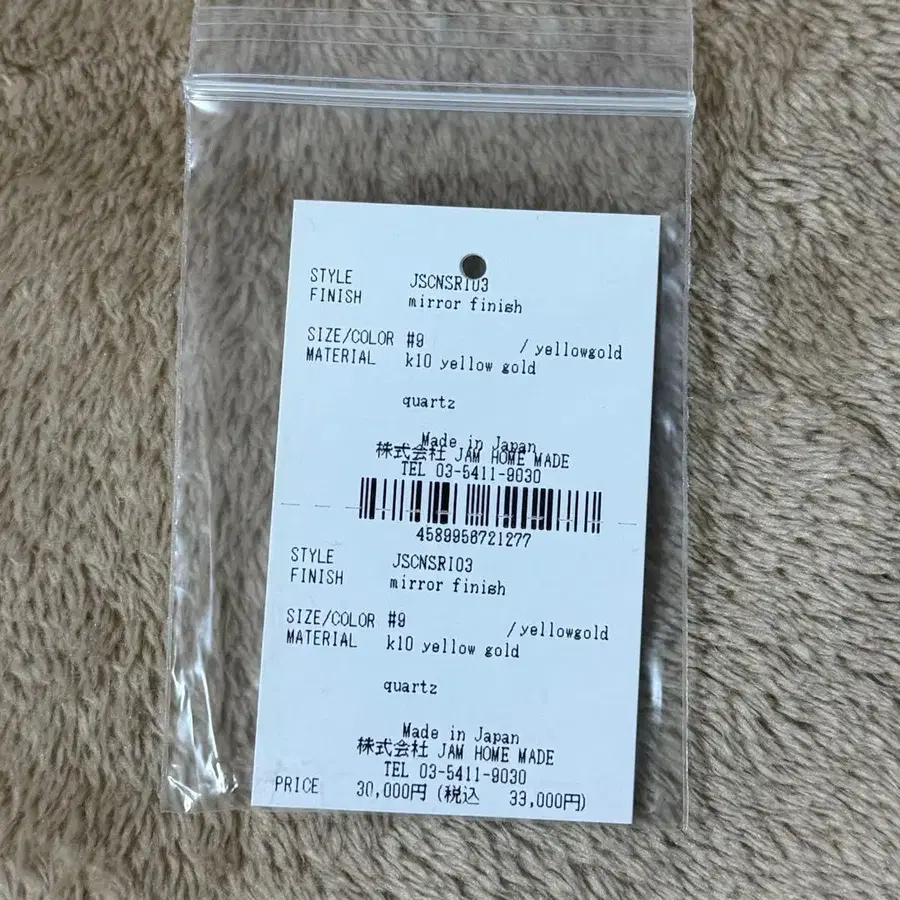 STYLE JSCNSRI03
FINISH mirror finish
SIZE/COLOR #9 / yellowgold
MATERIAL k10 yellow gold
quartz
Made in Japan
株式会社 JAM HOME MADE
TEL 03-5411-9030
4589956721277
STYLE JSCNSRI03
FINISH mirror finish
SIZE/COLOR #9 / yellowgold
MATERIAL k10 yellow gold
quartz
Made in Japan
株式会社 JAM HOME MADE
TEL 03-5411-9030
PRICE 30,000円 (税込 33,000円)